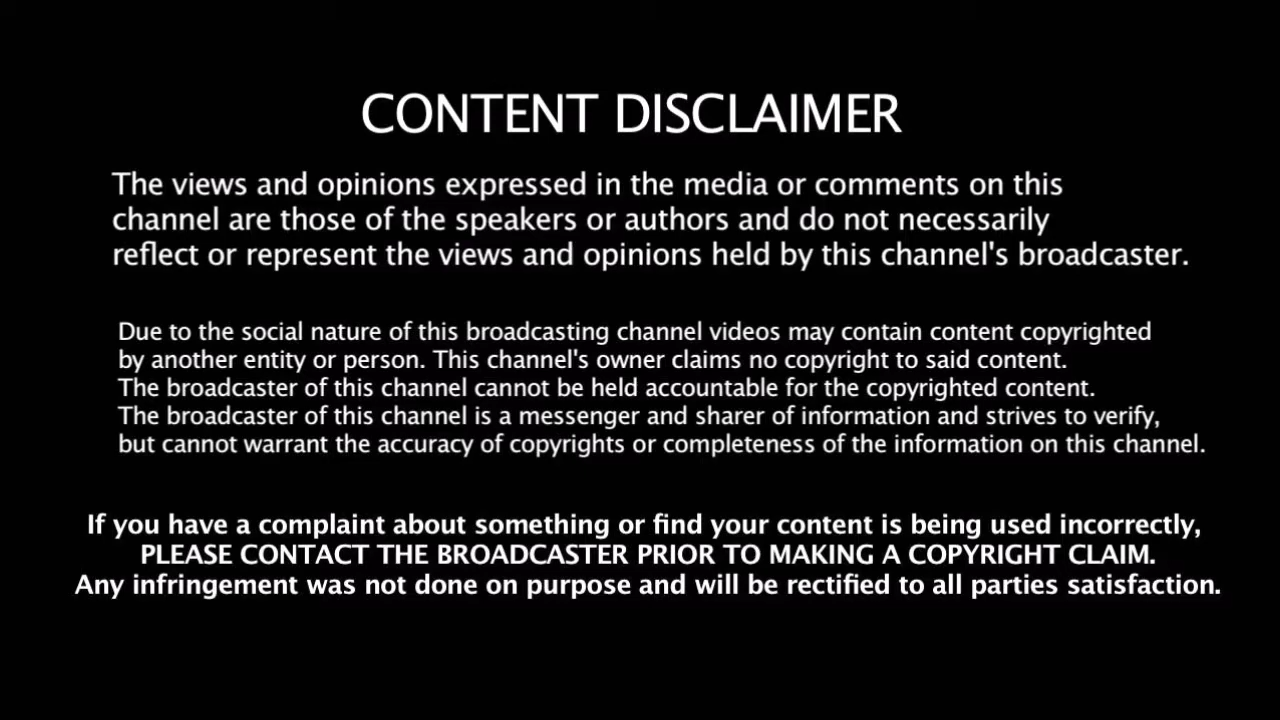 CONTENT DISCLAIMER
The views and opinions expressed in the media or comments on this
channel are those of the speakers or authors and do not necessarily
reflect or represent the views and opinions held by this channel's broadcaster.
Due to the social nature of this broadcasting channel videos may contain content copyrighted
by another entity or person. This channel's owner claims no copyright to said content.
The broadcaster of this channel cannot be held accountable for the copyrighted content.
The broadcaster of this channel is a messenger and sharer of information and strives to verify,
but cannot warrant the accuracy of copyrights or completeness of the information on this channel.
If you have a complaint about something or find your content is being used incorrectly,
PLEASE CONTACT THE BROADCASTER PRIOR TO MAKING A COPYRIGHT CLAIM.
Any infringement was not done on purpose and will be rectified to all parties satisfaction.